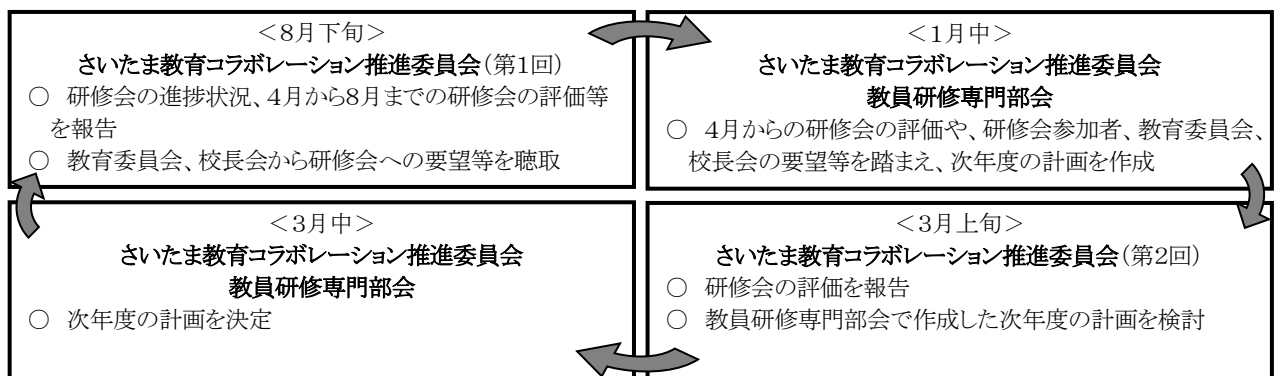 ＜8月下旬＞
さいたま教育コラボレーション推進委員会(第1回)
○ 研修会の進捗状況、4月から8月までの研修会の評価等
を報告
○ 教育委員会、校長会から研修会への要望等を聴取
＜1月中＞
さいたま教育コラボレーション推進委員会
教員研修専門部会
○ 4月からの研修会の評価や、研修会参加者、教育委員会、
校長会の要望等を踏まえ、次年度の計画を作成
＜3月上旬＞
さいたま教育コラボレーション推進委員会(第2回)
○ 研修会の評価を報告
○ 教員研修専門部会で作成した次年度の計画を検討
＜3月中＞
さいたま教育コラボレーション推進委員会
教員研修専門部会
○ 次年度の計画を決定